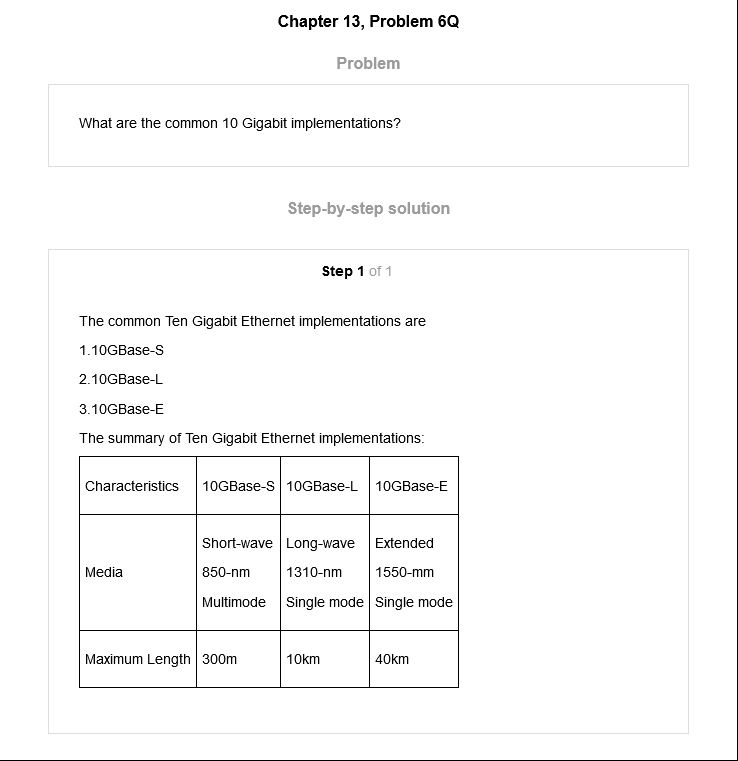 Chapter 13, Problem 6Q
Problem
What are the common 10 Gigabit implementations?
Step-by-step solution
Step 1 of 1
The common Ten Gigabit Ethernet implementations are
1.10GBase-S
2.10GBase-L
3.10GBase-E
The summary of Ten Gigabit Ethernet implementations:
Characteristics 10GBase-S 10GBase-L 10GBase-E
Short-wave Long-wave Extended
Media 850-nm 1310-nm 1550-mm
Multimode Single mode Single mode
Maximum Length 300m 10km 40km